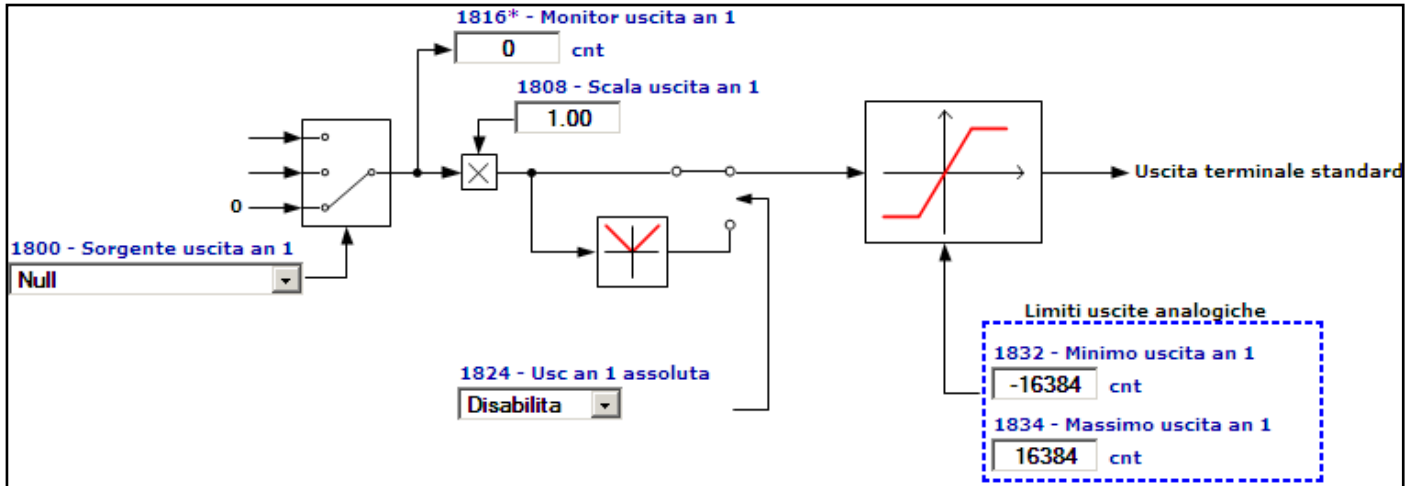 1816* - Monitor uscita an 1
0 cnt
1808 - Scala uscita an 1
1.00
Uscita terminale standard
0
1800 - Sorgente uscita an 1
Null
Limiti uscite analogiche
1832 - Minimo uscita an 1
-16384 cnt
1824 - Usc an 1 assoluta
Disabilita
1834 - Massimo uscita an 1
16384 cnt